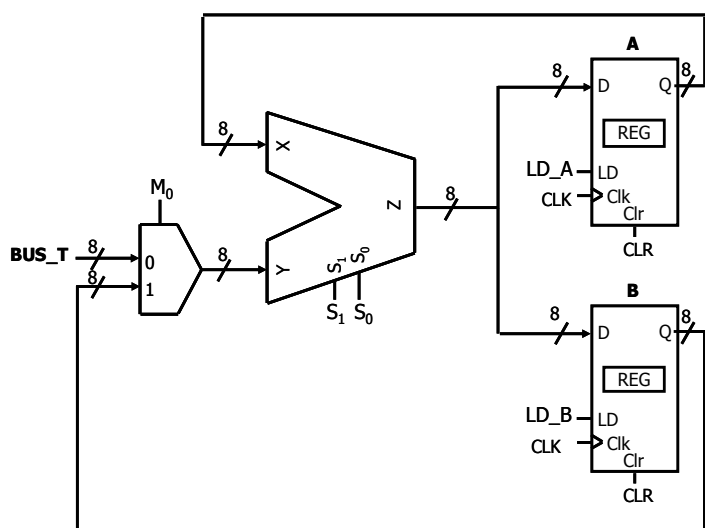 A
8
8
D
Q
REG
LD_A
LD
CLK
Clk
Clr
CLR
8
X
Y
Z
8
S1
S0
S1
S0
M0
BUS_T
8
0
8
1
8
B
8
8
D
Q
REG
LD_B
LD
CLK
Clk
Clr
CLR